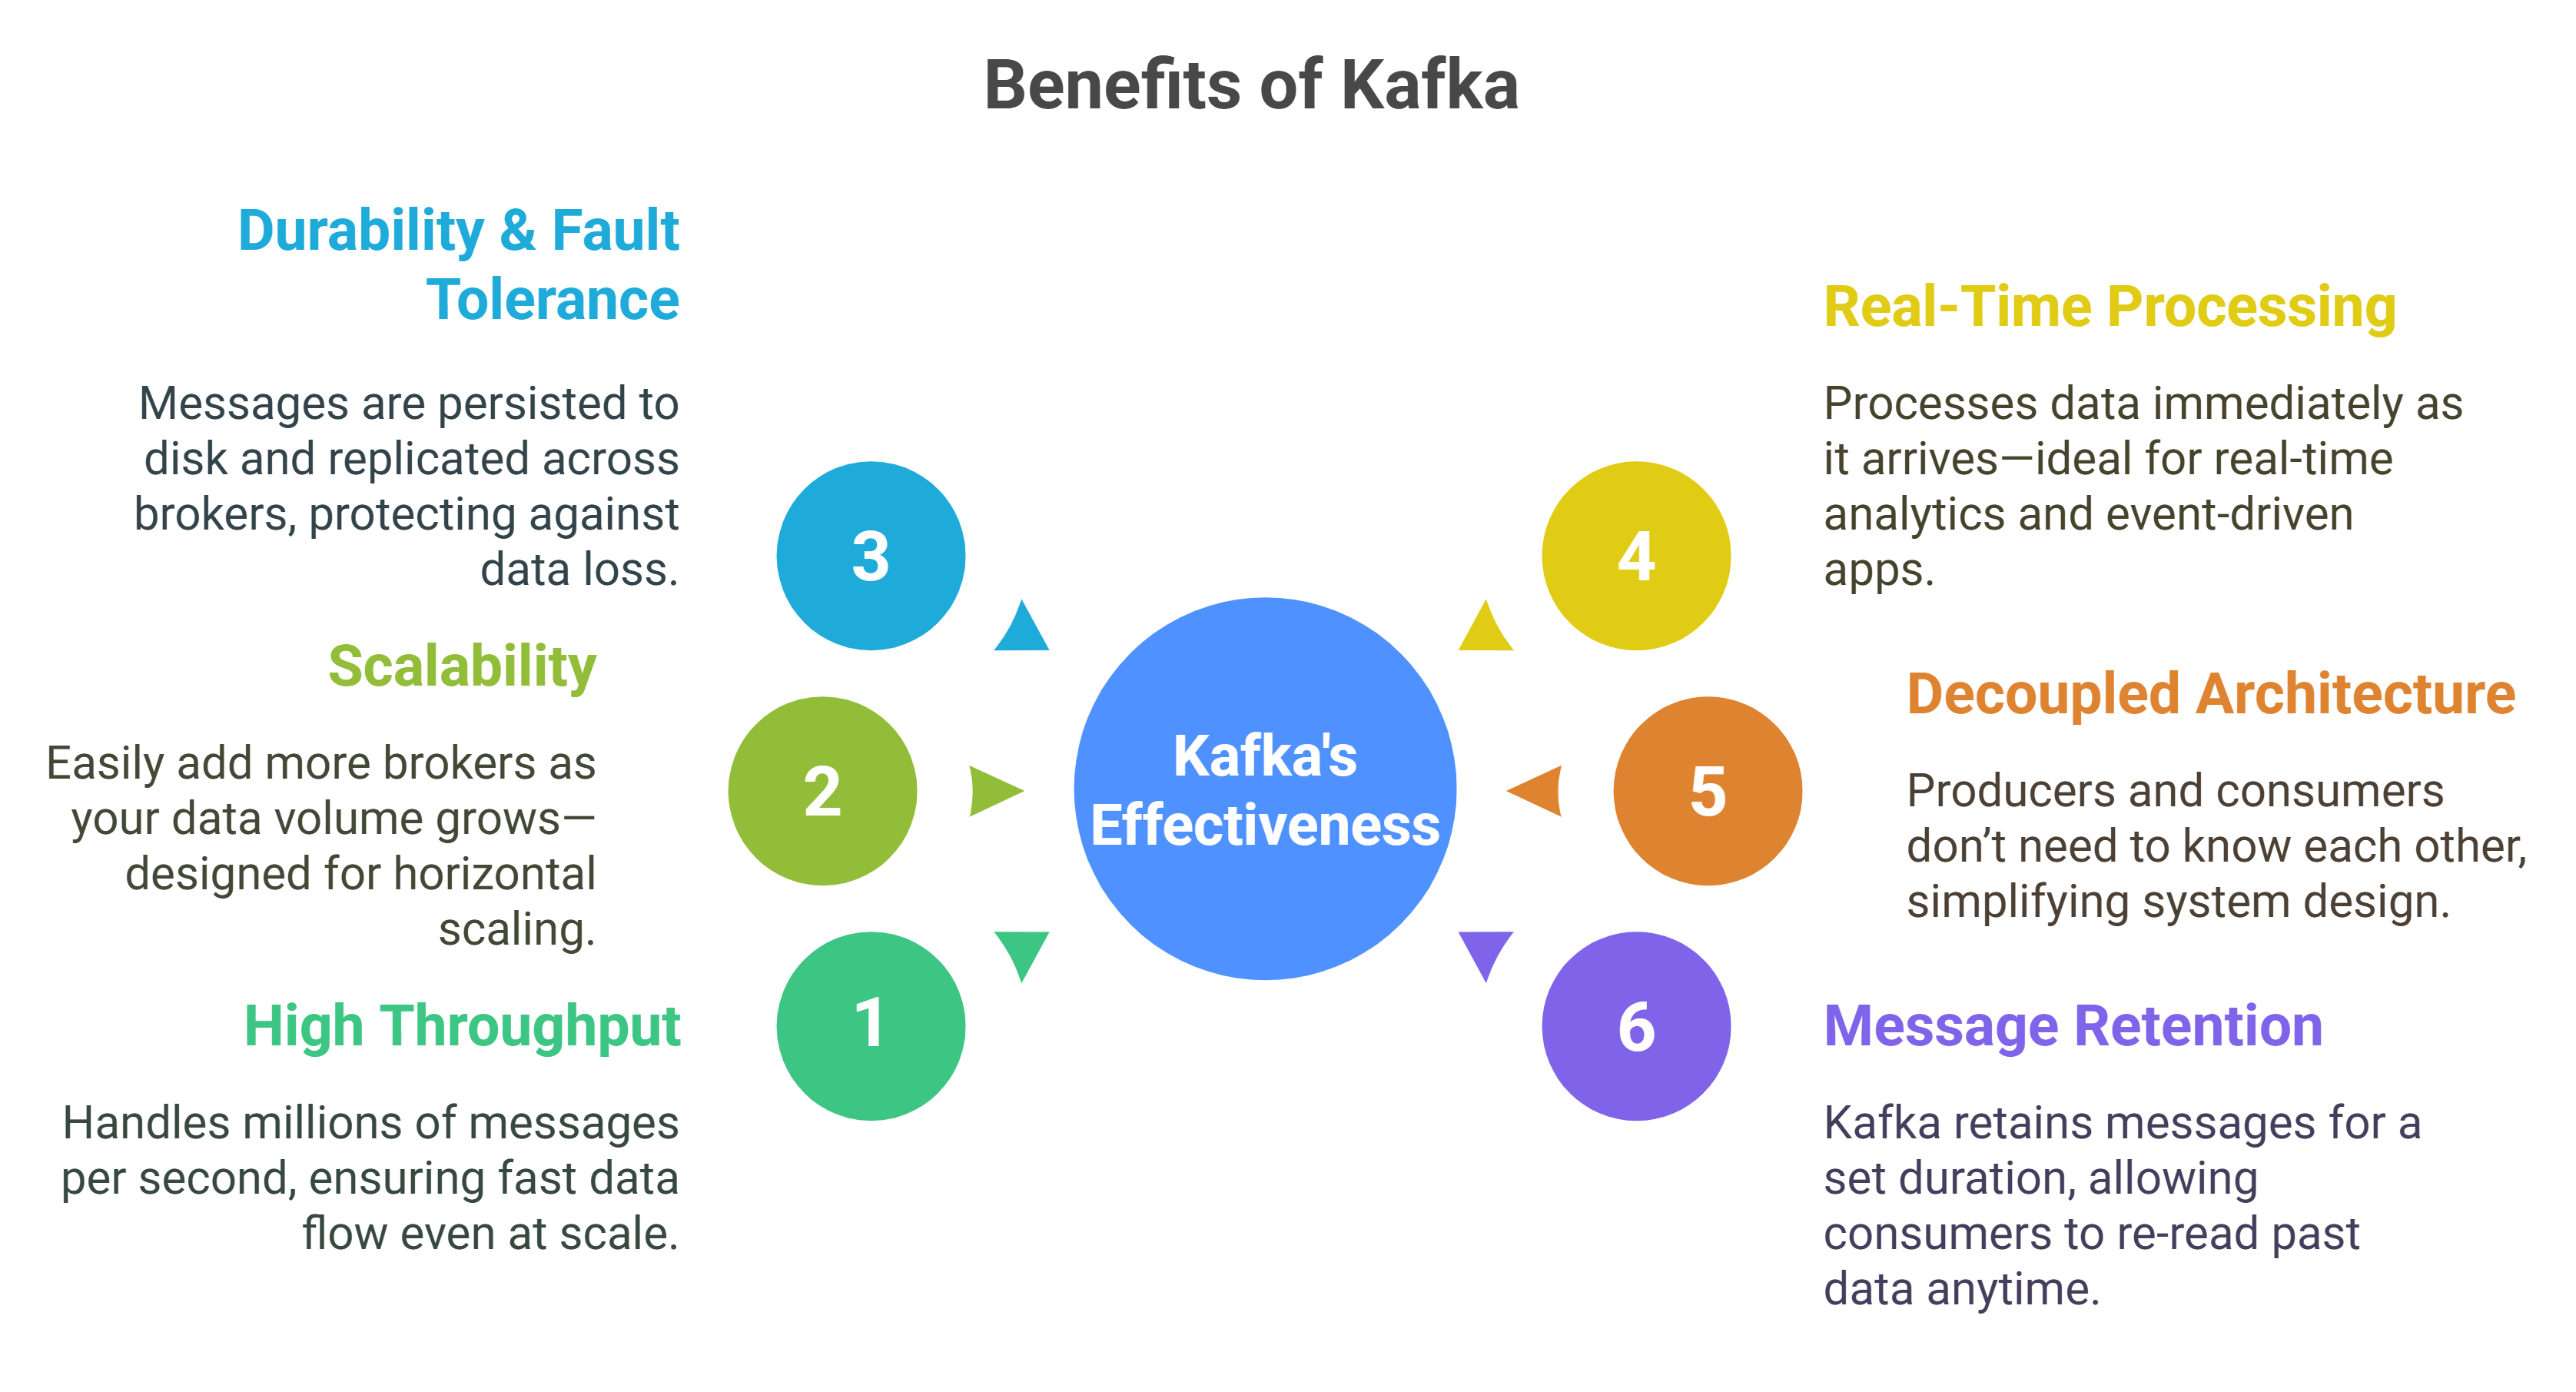 Benefits of Kafka
Durability & Fault
Tolerance
Messages are persisted to
disk and replicated across
brokers, protecting against
data loss.
3
Scalability
Easily add more brokers as
your data volume grows—
designed for horizontal
scaling.
2
High Throughput
Handles millions of messages
per second, ensuring fast data
flow even at scale.
1
Kafka's
Effectiveness
4
Real-Time Processing
Processes data immediately as
it arrives—ideal for real-time
analytics and event-driven
apps.
5
Decoupled Architecture
Producers and consumers
don’t need to know each other,
simplifying system design.
6
Message Retention
Kafka retains messages for a
set duration, allowing
consumers to re-read past
data anytime.